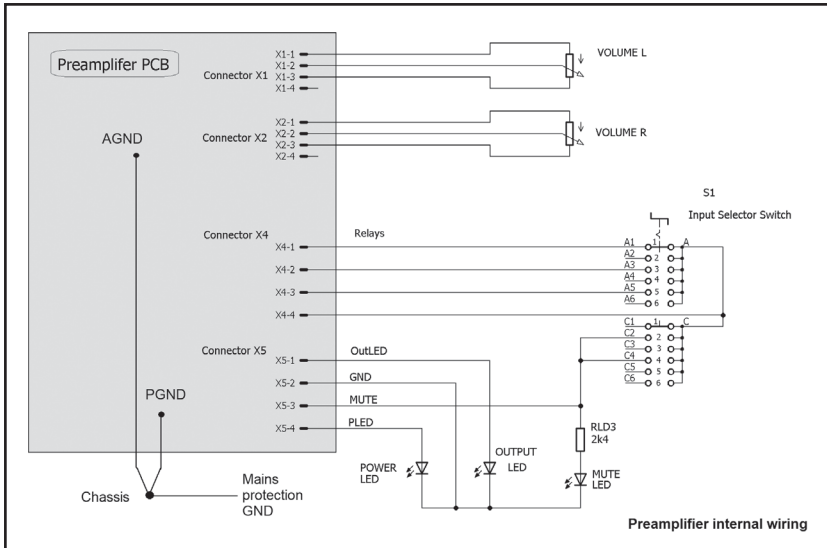 Preamplifer PCB
Connector X1
X1-1
X1-2
X1-3
X1-4
VOLUME L
Connector X2
X2-1
X2-2
X2-3
X2-4
VOLUME R
AGND
S1
Input Selector Switch
Connector X4
Relays
X4-1
X4-2
X4-3
X4-4
A1
A2
A3
A4
A5
A6
1
2
3
4
5
6
A
C1
C2
C3
C4
C5
C6
1
2
3
4
5
6
C
Connector X5
X5-1
X5-2
X5-3
X5-4
OutLED
GND
MUTE
PLED
PGND
RLD3
2k4
POWER
LED
OUTPUT
LED
MUTE
LED
Chassis
Mains
protection
GND
Preamplifier internal wiring